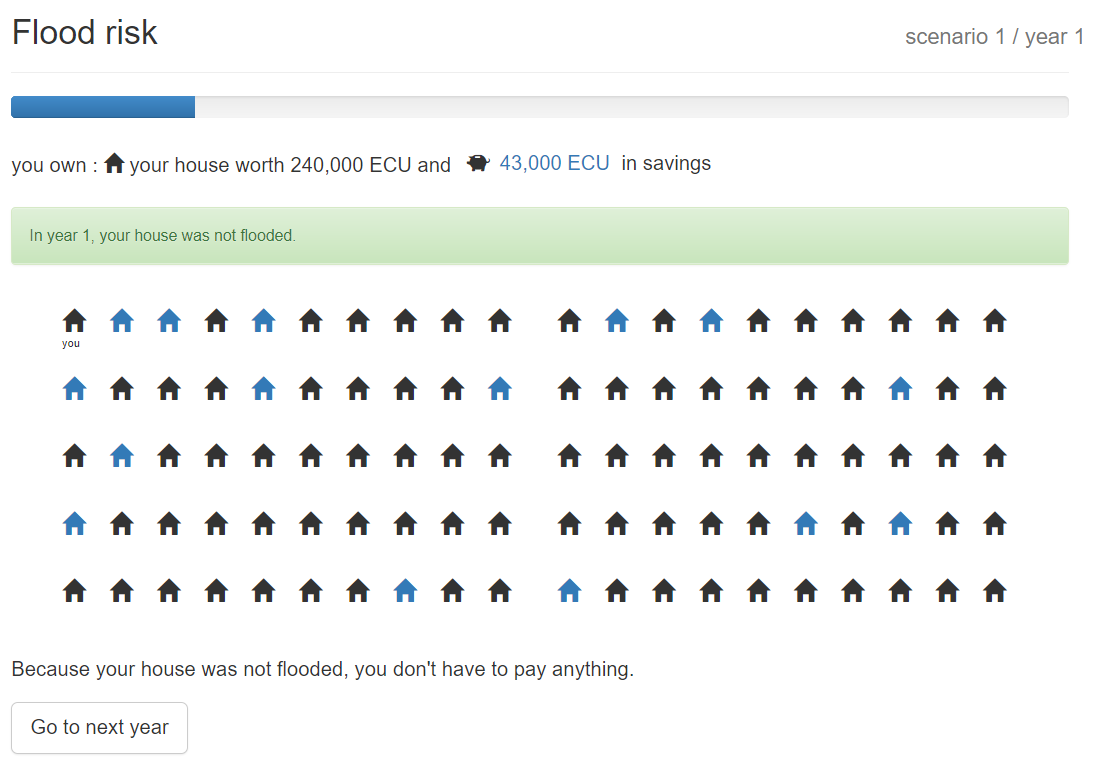 Flood risk
scenario 1 / year 1
you own : your house worth 240,000 ECU and 43,000 ECU in savings
In year 1, your house was not flooded.
you
Because your house was not flooded, you don't have to pay anything.
Go to next year